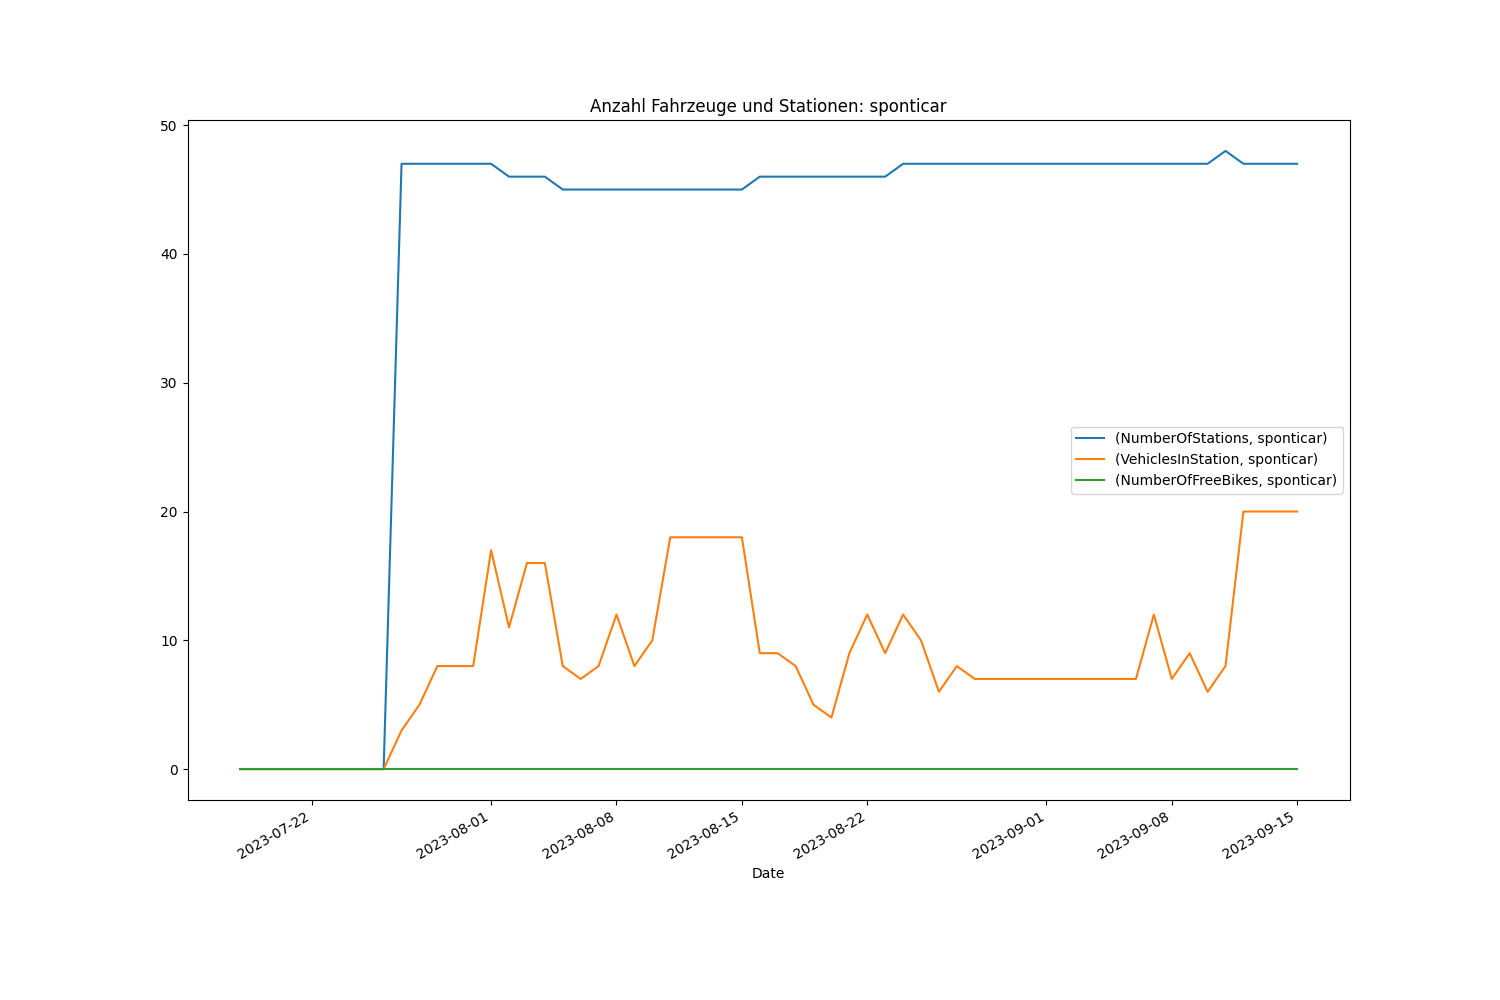 Anzahl Fahrzeuge und Stationen: sponticar
50
40
30
20
10
0
(NumberOfStations, sponticar)
(VehiclesInStation, sponticar)
(NumberOfFreeBikes, sponticar)
2023-07-22
2023-08-01
2023-08-08
2023-08-15
2023-08-22
2023-09-01
2023-09-08
2023-09-15
Date